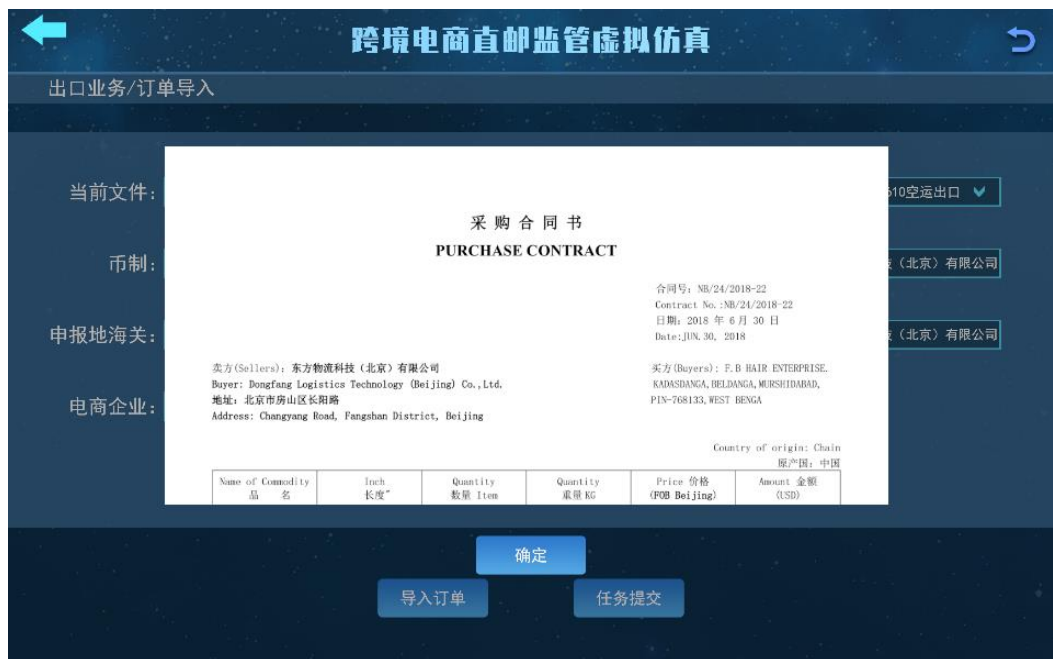 跨境电商直邮监管虚拟仿真
出口业务/订单导入
当前文件：
610空运出口
采 购 合 同 书
PURCHASE CONTRACT
币制：
（北京）有限公司
合同号：NB/24/2018-22
Contract No.:NB/24/2018-22
日期：2018 年 6 月 30 日
Date:JUN.30, 2018
申报地海关：
（北京）有限公司
卖方(Sellers)：东方物流科技（北京）有限公司
Buyer: Dongfang Logistics Technology (Beijing) Co.,Ltd.
地址：北京市房山区长阳路
Address: Changyang Road, Fangshan District, Beijing
买方(Buyers)：F.B HAIR ENTERPRISE.
KADASDANGA, BELDANGA, MURSHIDABAD,
PIN-768133, WEST BENGA
电商企业：
Country of origin: Chain
原产国：中国
Name of Commodity Inch Quantity Quantity Price 价格 Amount 金额
品 名 长度" 数量 Item 重量 KG (FOB Beijing) (USD)
确定
导入订单 任务提交